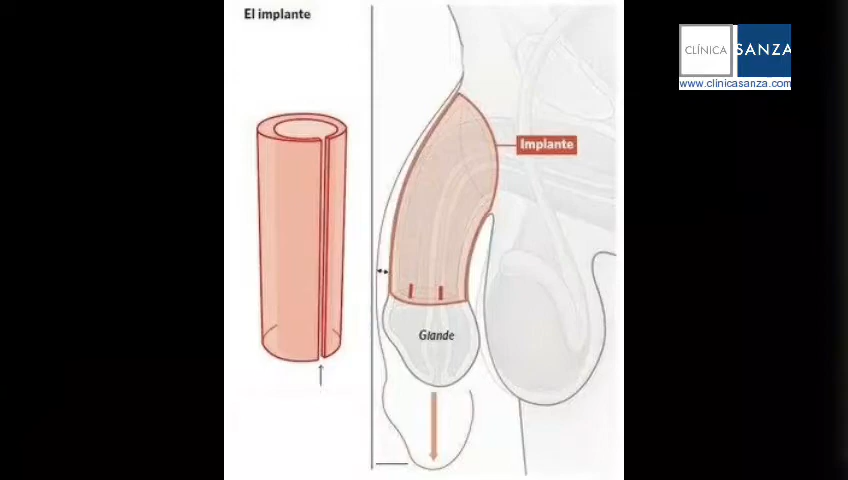 El implante
CLÍNICA SANZA
www.clinicasanza.com
Implante
Glande